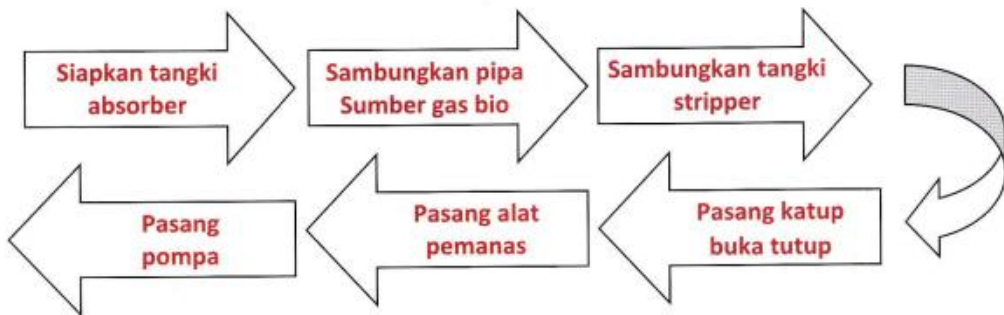 Siapkan tangki
absorber
Sambungkan pipa
Sumber gas bio
Sambungkan tangki
stripper
Pasang katup
buka tutup
Pasang alat
pemanas
Pasang
pompa